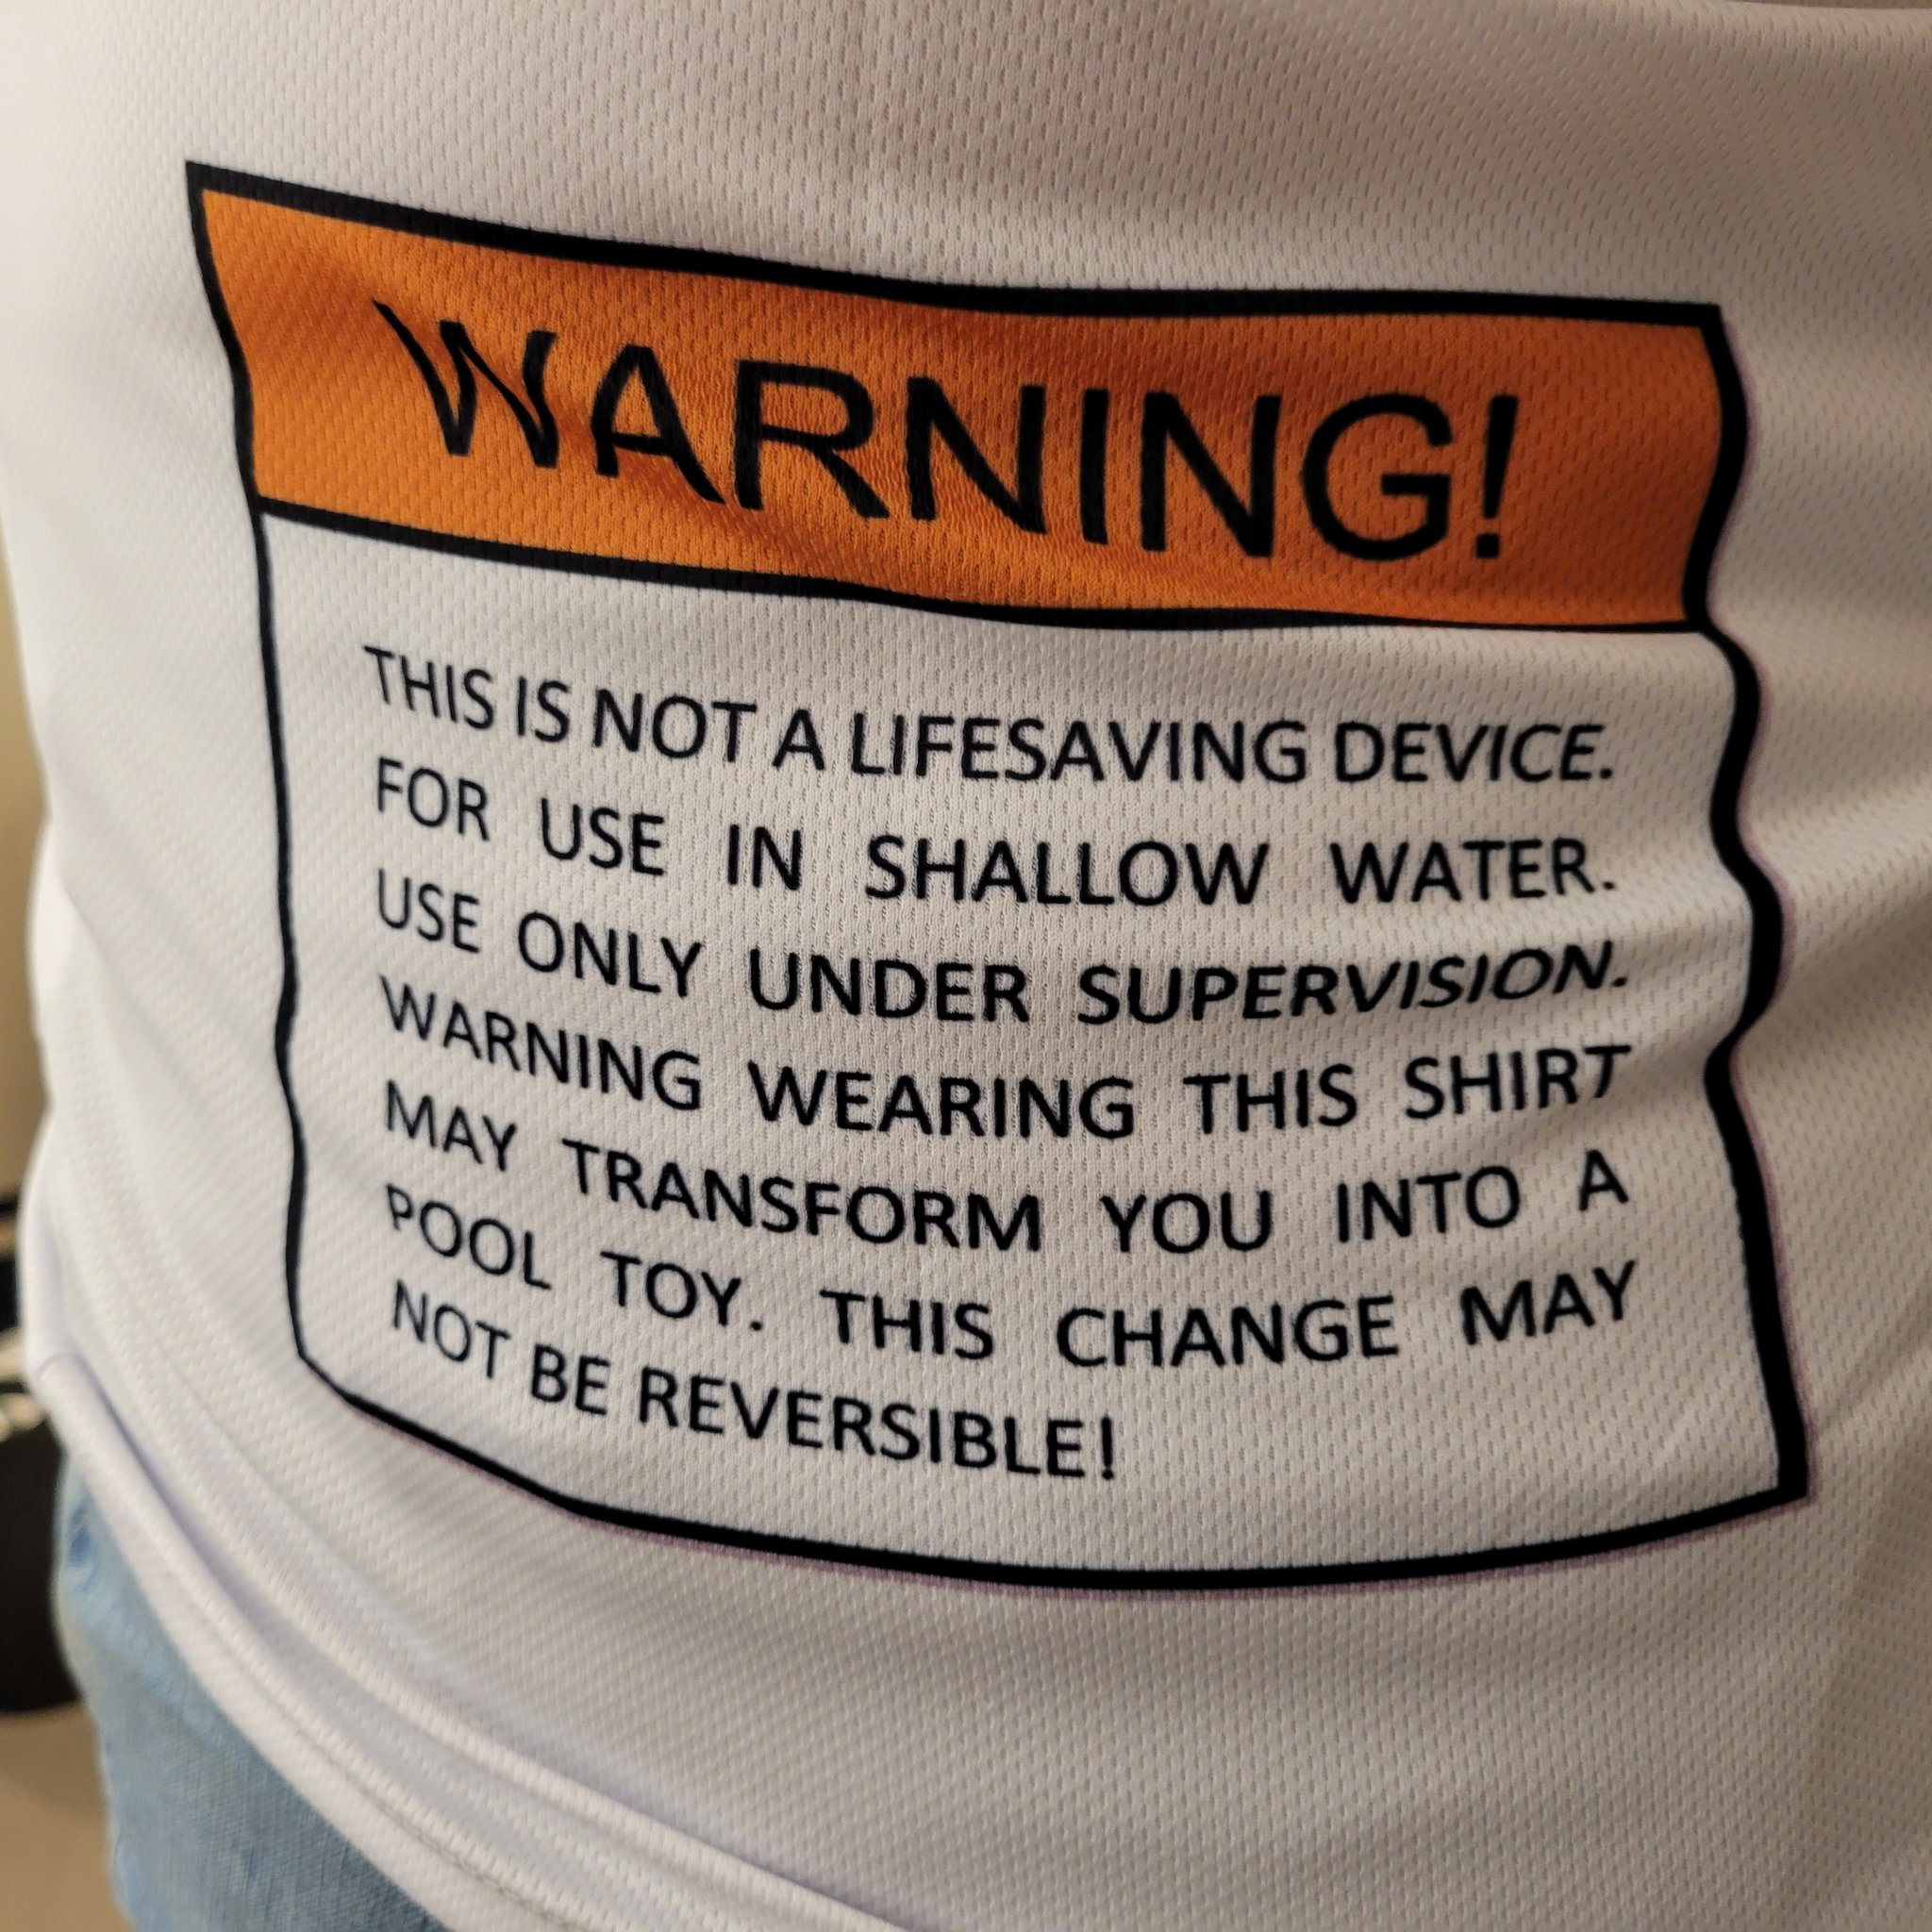 WARNING!
THIS IS NOT A LIFESAVING DEVICE.
FOR USE IN SHALLOW WATER.
USE ONLY UNDER SUPERVISION.
WARNING WEARING THIS SHIRT
MAY TRANSFORM YOU INTO A
POOL TOY. THIS CHANGE MAY
NOT BE REVERSIBLE!